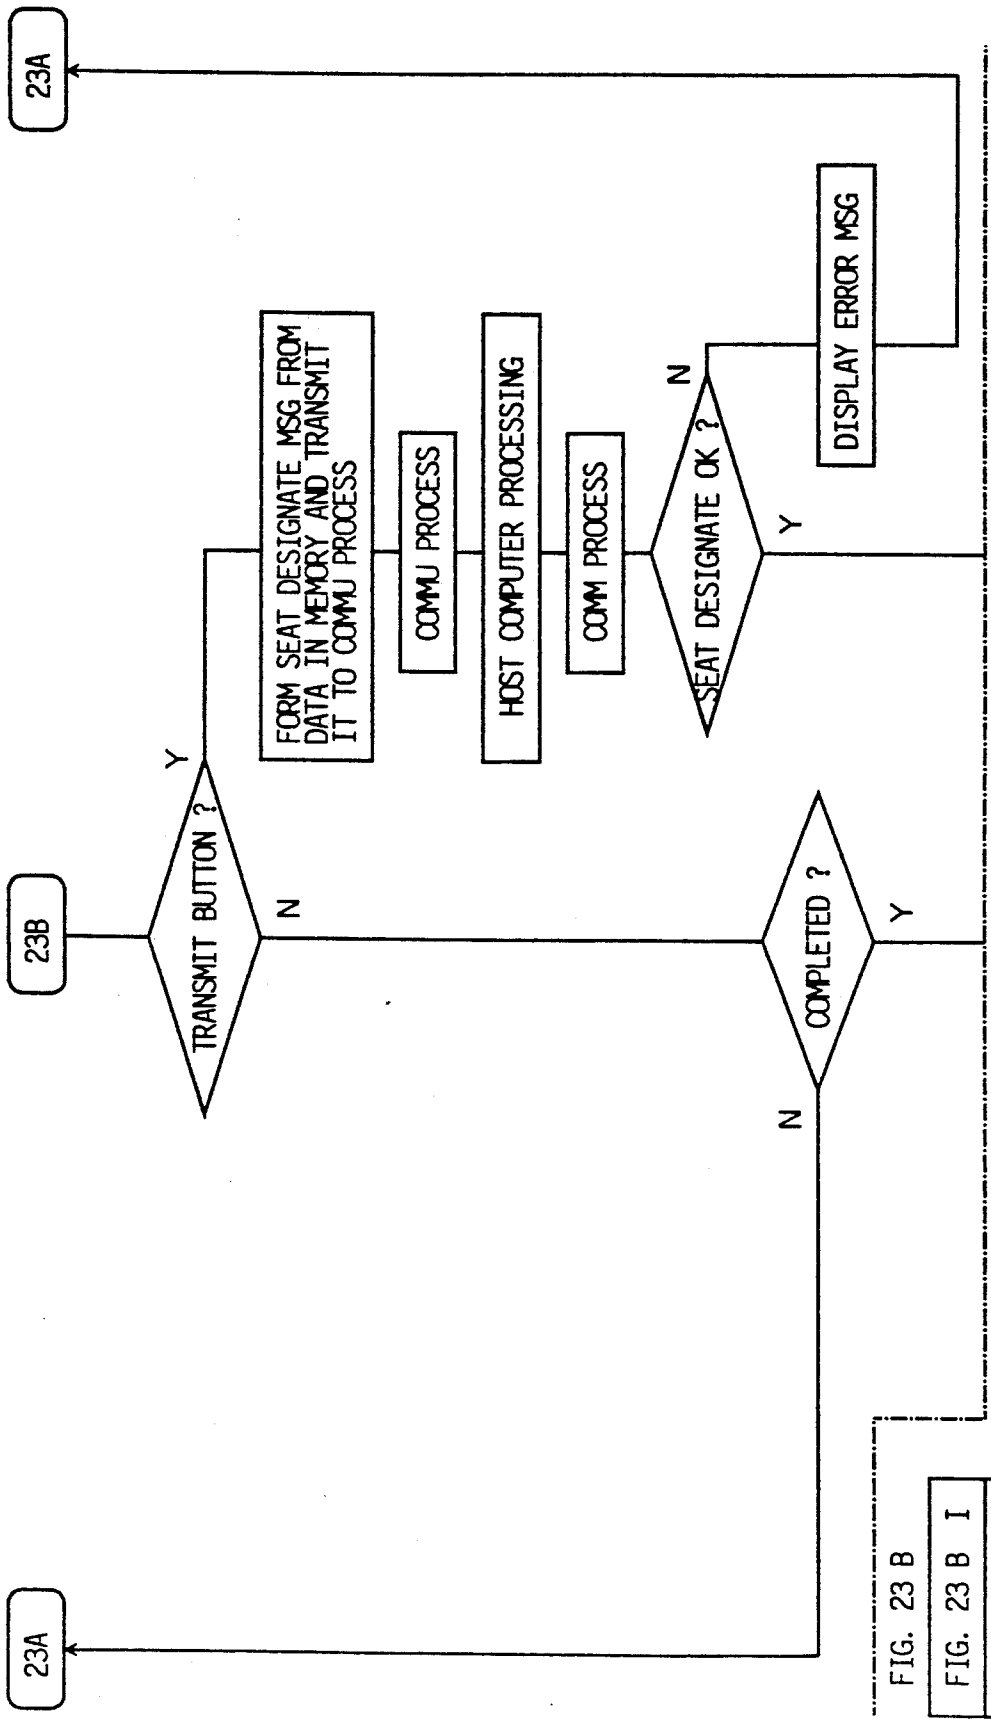 23A
23B
23A
TRANSMIT BUTTON ?
Y
N
FORM SEAT DESIGNATE MSG FROM
DATA IN MEMORY AND TRANSMIT
IT TO COMMU PROCESS
COMMU PROCESS
HOST COMPUTER PROCESSING
COMM PROCESS
SEAT DESIGNATE OK ?
N
Y
DISPLAY ERROR MSG
COMPLETED ?
N
Y
FIG. 23 B
FIG. 23 B I